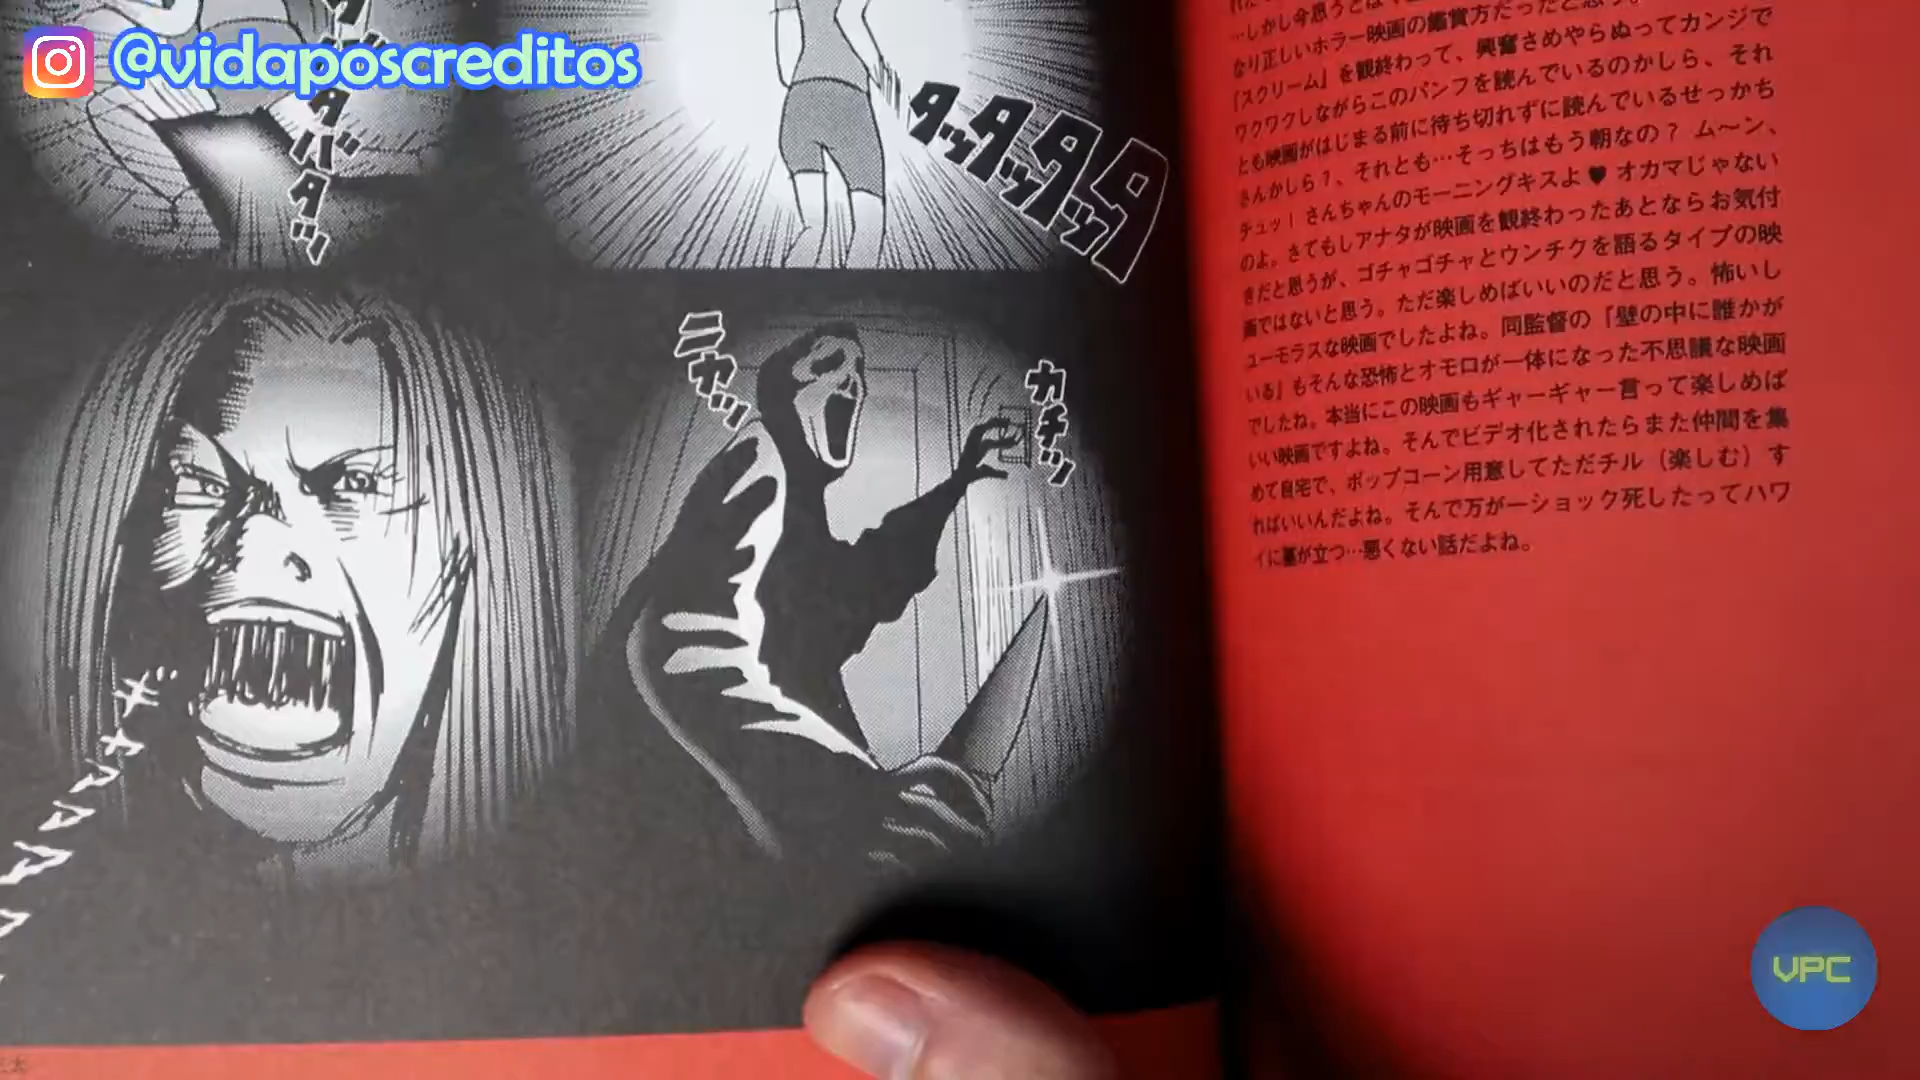 @vidaposcreditos
バタバタッ
タッタッタッタ
ニヤッ
カチッ
ギャアアアアア
…しかし今思うとは
なり正しいホラー映画の鑑賞方だったと思う。
『スクリーム』を観終わって、興奮さめやらぬってカンジで
ワクワクしながらこのパンフを読んでいるのかしら、それ
とも映画がはじまる前に待ち切れずに読んでいるせっかち
さんかしら?、それとも…そっちはもう朝なの? ム〜ン、
チュッ! さんちゃんのモーニングキスよ♥オカマじゃない
のよ。さてもしアナタが映画を観終わったあとならお気付
きだと思うが、ゴチャゴチャとウンチクを語るタイプの映
画ではないと思う。ただ楽しめばいいのだと思う。怖いし
ユーモラスな映画でしたよね。同監督の『壁の中に誰かが
いる』もそんな恐怖とオモロが一体になった不思議な映画
でしたね。本当にこの映画もギャーギャー言って楽しめば
いい映画ですよね。そんでビデオ化されたらまた仲間を集
めて自宅で、ポップコーン用意してただチル（楽しむ）す
ればいいんだよね。そんで万が一ショック死したってハワ
イに墓が立つ…悪くない話だよね。
VPC